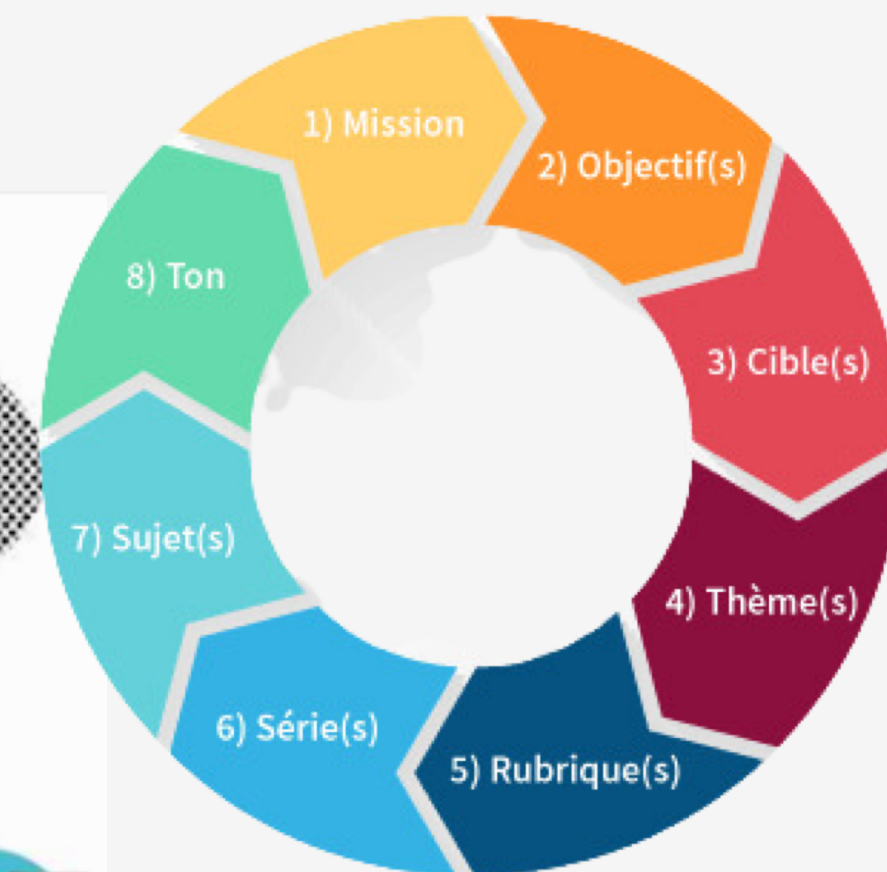 1) Mission
2) Objectif(s)
3) Cible(s)
4) Thème(s)
5) Rubrique(s)
6) Série(s)
7) Sujet(s)
8) Ton